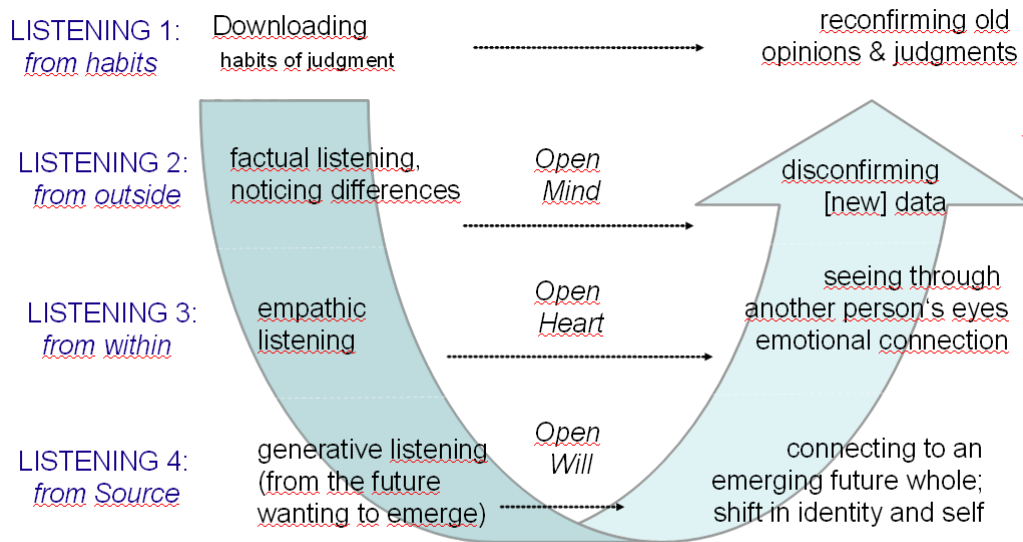 LISTENING 1:
from habits
Downloading
habits of judgment
reconfirming old
opinions & judgments
LISTENING 2:
from outside
factual listening,
noticing differences
Open
Mind
disconfirming
[new] data
LISTENING 3:
from within
empathic
listening
Open
Heart
seeing through
another person‘s eyes
emotional connection
LISTENING 4:
from Source
generative listening
(from the future
wanting to emerge)
Open
Will
connecting to an
emerging future whole;
shift in identity and self